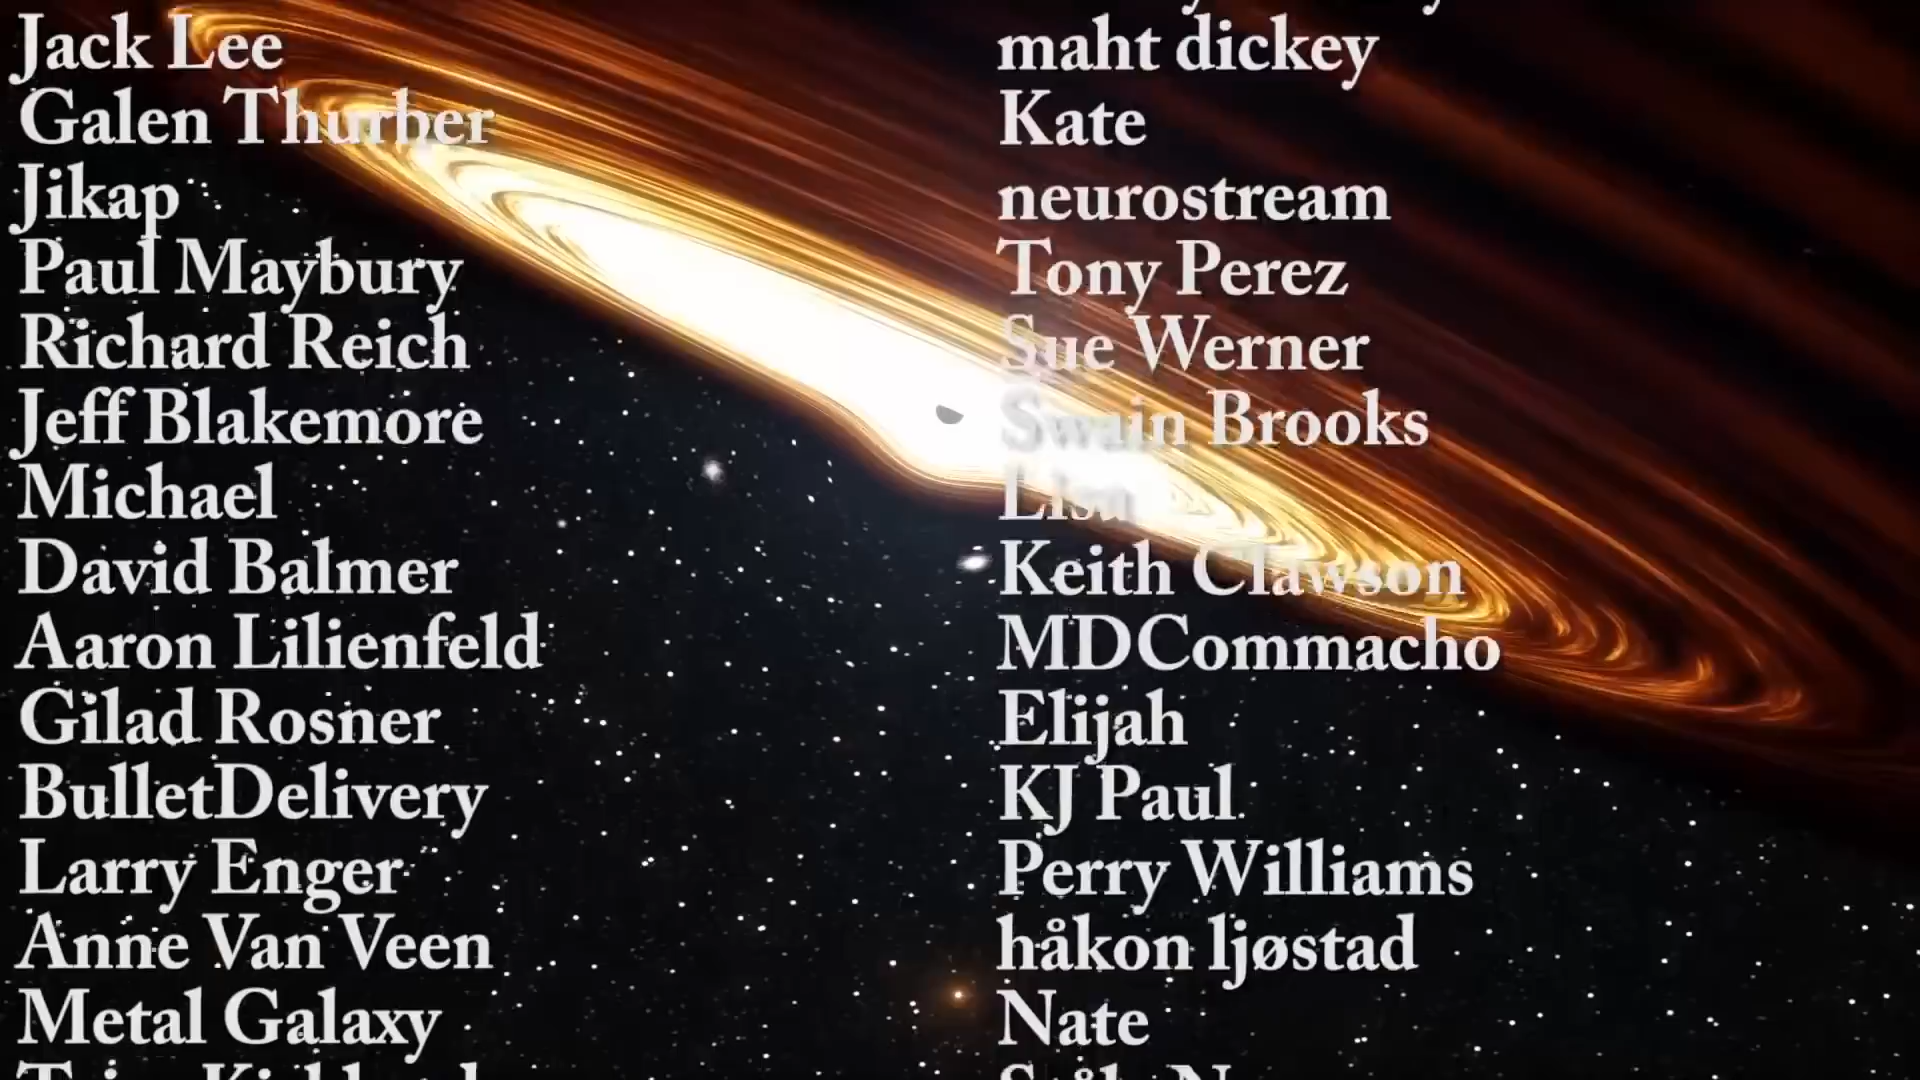 Jack Lee
Galen Thurber
Jikap
Paul Maybury
Richard Reich
Jeff Blakemore
Michael
David Balmer
Aaron Lilienfeld
Gilad Rosner
BulletDelivery
Larry Enger
Anne Van Veen
Metal Galaxy
maht dickey
Kate
neurostream
Tony Perez
Sue Werner
Swain Brooks
Lisa
Keith Clawson
MDCommacho
Elijah
KJ Paul
Perry Williams
håkon ljøstad
Nate